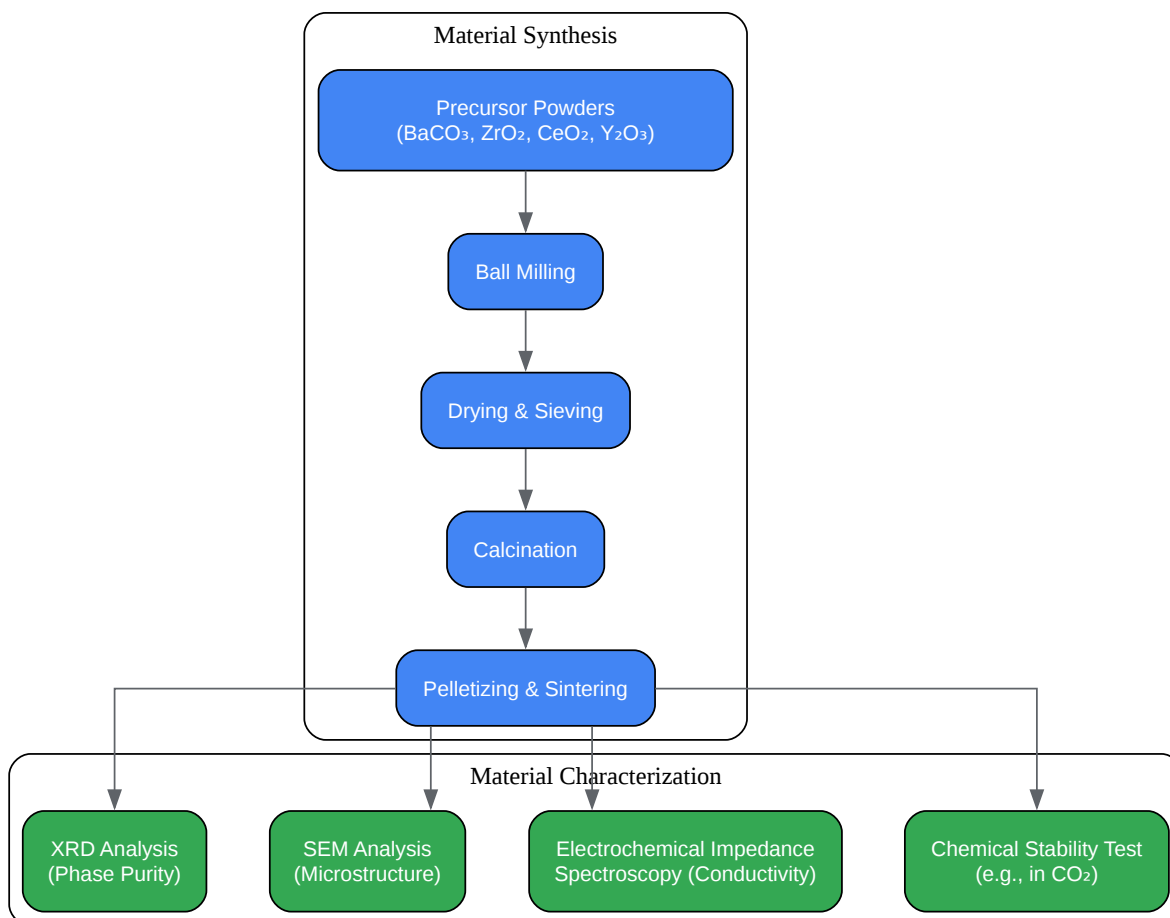 Material Synthesis
Precursor Powders
(BaCO₃, ZrO₂, CeO₂, Y₂O₃)
Ball Milling
Drying & Sieving
Calcination
Pelletizing & Sintering
Material Characterization
XRD Analysis
(Phase Purity)
SEM Analysis
(Microstructure)
Electrochemical Impedance
Spectroscopy (Conductivity)
Chemical Stability Test
(e.g., in CO₂)